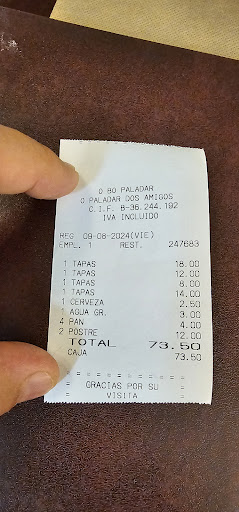 O BO PALADAR
O PALADAR DOS AMIGOS
C.I.F. B-36.244.192
IVA INCLUIDO
REG 09-08-2024(VIE)
EMPL. 1 REST. 247683
1 TAPAS 18.00
1 TAPAS 12.00
1 TAPAS 8.00
1 TAPAS 14.00
1 CERVEZA 2.50
1 AGUA GR. 3.00
4 PAN 4.00
2 POSTRE 12.00
TOTAL 73.50
CAJA 73.50
= = = = = = = = = = = =
= GRACIAS POR SU =
= VISITA =